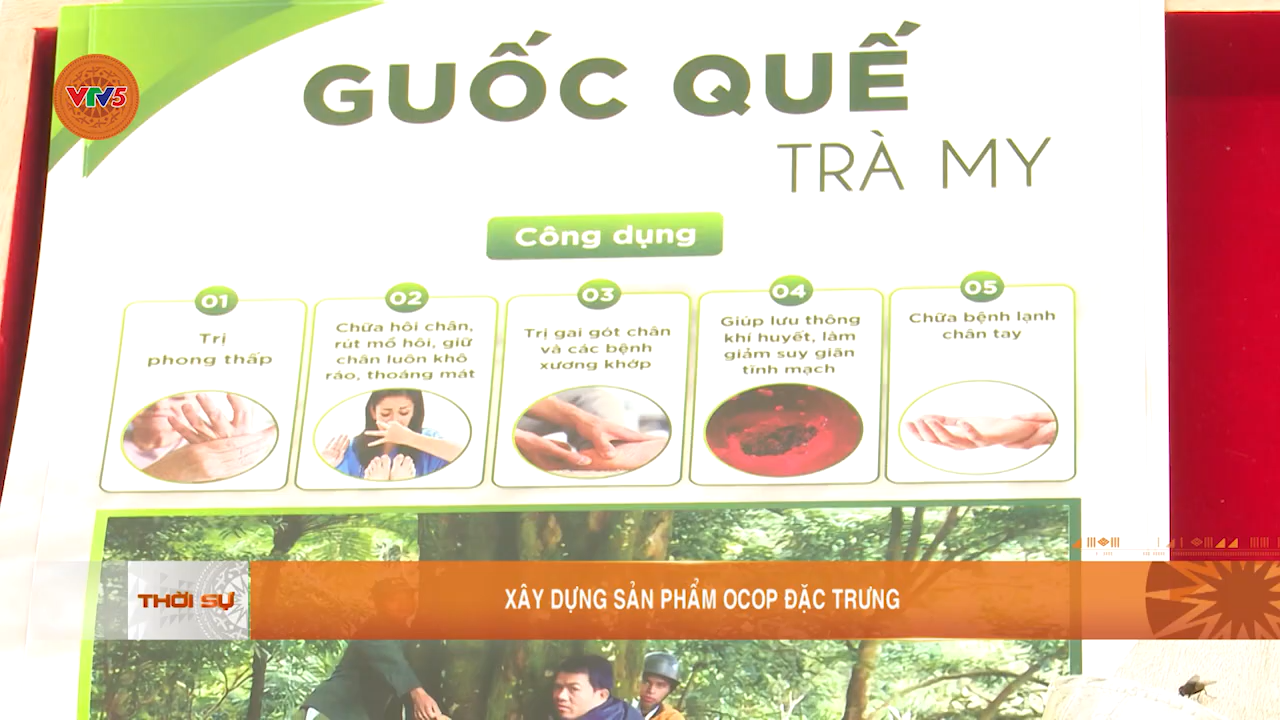 VTV5
GUỐC QUẾ
TRÀ MY
Công dụng
01
Trị
phong thấp
02
Chữa hôi chân,
rút mồ hôi, giữ
chân luôn khô
ráo, thoáng mát
03
Trị gai gót chân
và các bệnh
xương khớp
04
Giúp lưu thông
khí huyết, làm
giảm suy giãn
tĩnh mạch
05
Chữa bệnh lạnh
chân tay
THỜI SỰ
XÂY DỰNG SẢN PHẨM OCOP ĐẶC TRƯNG